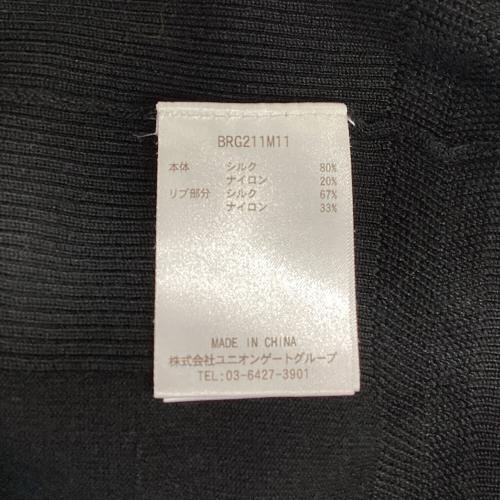 BRG211M11
本体 シルク 80%
ナイロン 20%
リブ部分 シルク 67%
ナイロン 33%
MADE IN CHINA
株式会社ユニオンゲートグループ
TEL:03-6427-3901